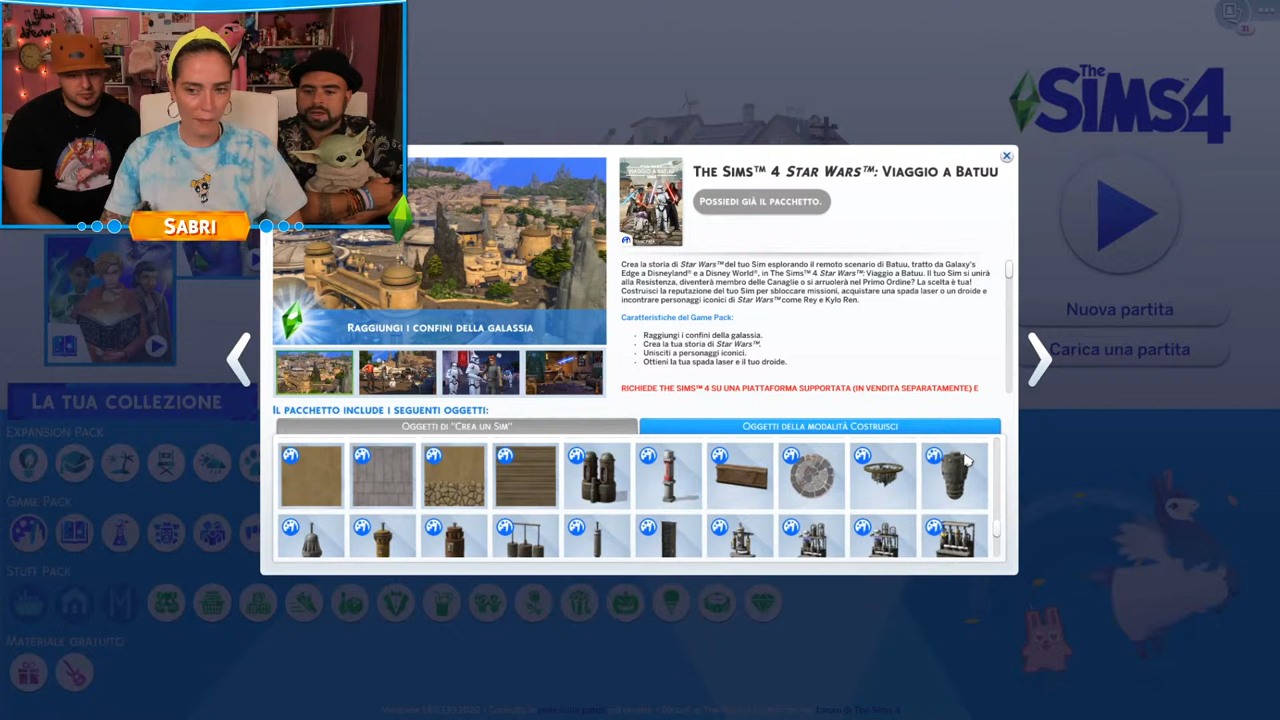 SABRI
The SIMS 4
THE SIMS™ 4 STAR WARS™: VIAGGIO A BATUU
POSSIEDI GIÀ IL PACCHETTO.
Crea la storia di Star Wars™ del tuo Sim esplorando il remoto scenario di Batuu, tratto da Galaxy's
Edge a Disneyland® e a Disney World®, in The Sims™ 4 Star Wars™: Viaggio a Batuu. Il tuo Sim si unirà
alla Resistenza, diventerà membro delle Canaglie o si arruolerà nel Primo Ordine? La scelta è tua!
Costruisci la reputazione del tuo Sim per sbloccare missioni, acquistare una spada laser o un droide e
incontrare personaggi iconici di Star Wars™ come Rey e Kylo Ren.
Caratteristiche del Game Pack:
- Raggiungi i confini della galassia.
- Crea la tua storia di Star Wars™.
- Unisciti a personaggi iconici.
- Ottieni la tua spada laser e il tuo droide.
RICHIEDE THE SIMS™ 4 SU UNA PIATTAFORMA SUPPORTATA (IN VENDITA SEPARATAMENTE) E
RAGGIUNGI I CONFINI DELLA GALASSIA
IL PACCHETTO INCLUDE I SEGUENTI OGGETTI:
OGGETTI DI "CREA UN SIM"
OGGETTI DELLA MODALITÀ COSTRUISCI
Nuova partita
Carica una partita
LA TUA COLLEZIONE
EXPANSION PACK
GAME PACK
STUFF PACK
MATERIALE GRATUITO